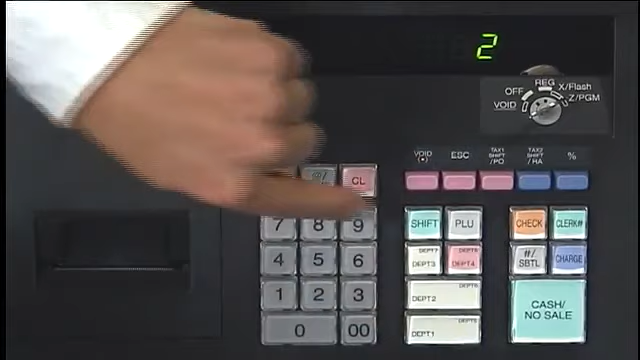 2
REG
OFF
X/Flash
VOID
Z/PGM
VOID
(•)
ESC
TAX1
SHIFT
/PO
TAX2
SHIFT
/RA
%
@/
CL
7 8 9
4 5 6
1 2 3
0 00
SHIFT PLU
DEPT7
DEPT3
DEPT8
DEPT4
DEPT2
DEPT1
CHECK CLERK#
#/
SBTL
CHARGE
CASH/
NO SALE